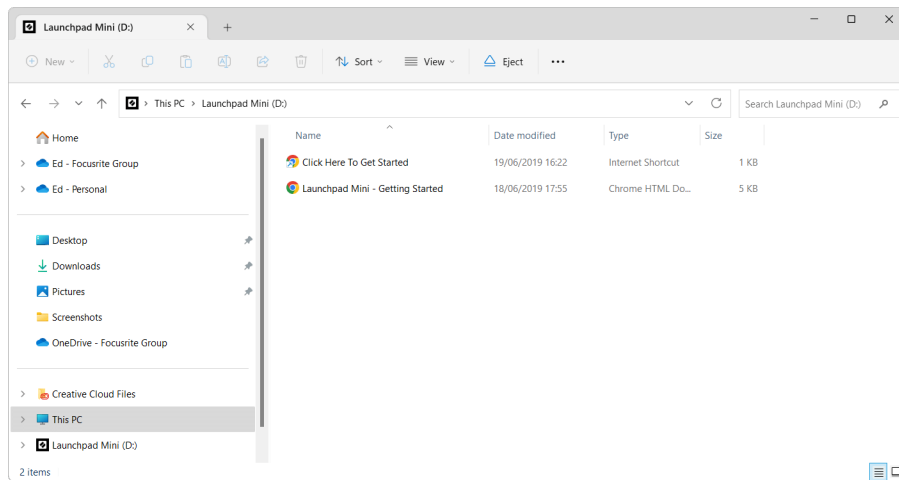 Launchpad Mini (D:)
New
Sort
View
Eject
This PC
Launchpad Mini (D:)
Search Launchpad Mini (D:)
Home
Ed - Focusrite Group
Ed - Personal
Desktop
Downloads
Pictures
Screenshots
OneDrive - Focusrite Group
Creative Cloud Files
This PC
Launchpad Mini (D:)
Name Date modified Type Size
Click Here To Get Started 19/06/2019 16:22 Internet Shortcut 1 KB
Launchpad Mini - Getting Started 18/06/2019 17:55 Chrome HTML Do... 5 KB
2 items